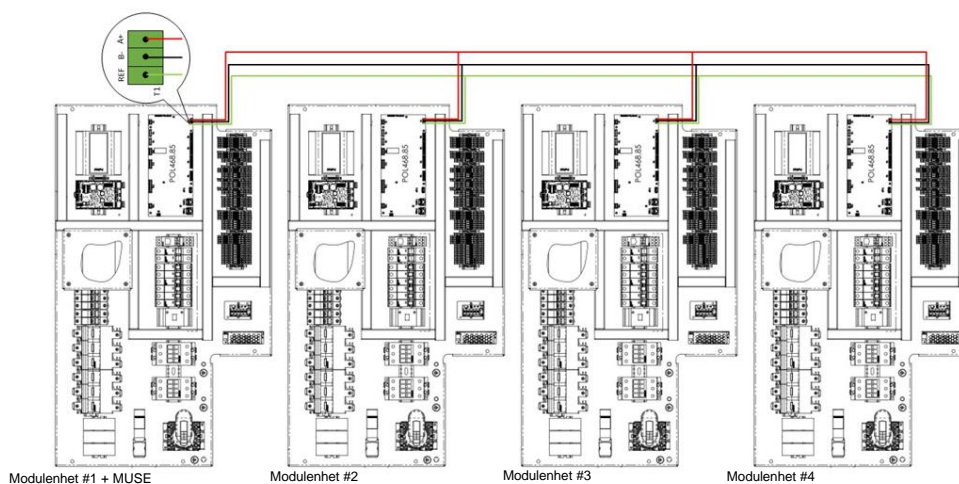 A+
B-
REF
T1
POL468.85
POL468.85
POL468.85
POL468.85
Modulenhet #1 + MUSE
Modulenhet #2
Modulenhet #3
Modulenhet #4